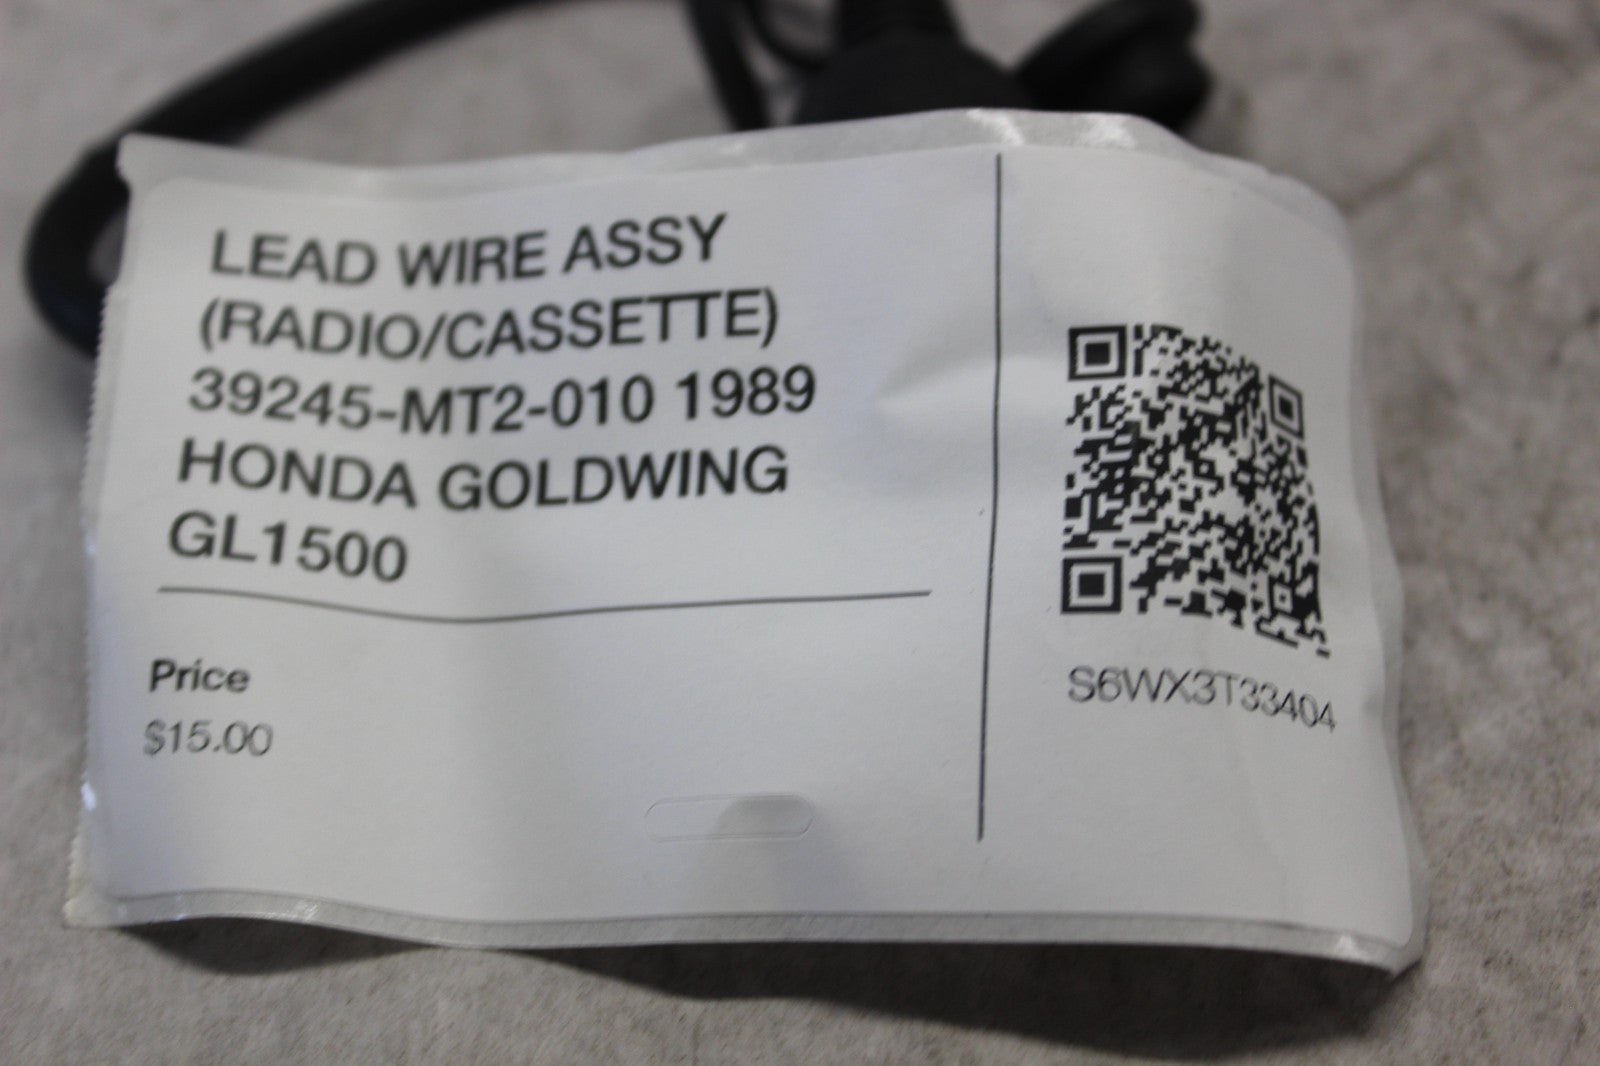 LEAD WIRE ASSY
(RADIO/CASSETTE)
39245-MT2-010 1989
HONDA GOLDWING
GL1500
Price
$15.00
S6WX3T33404